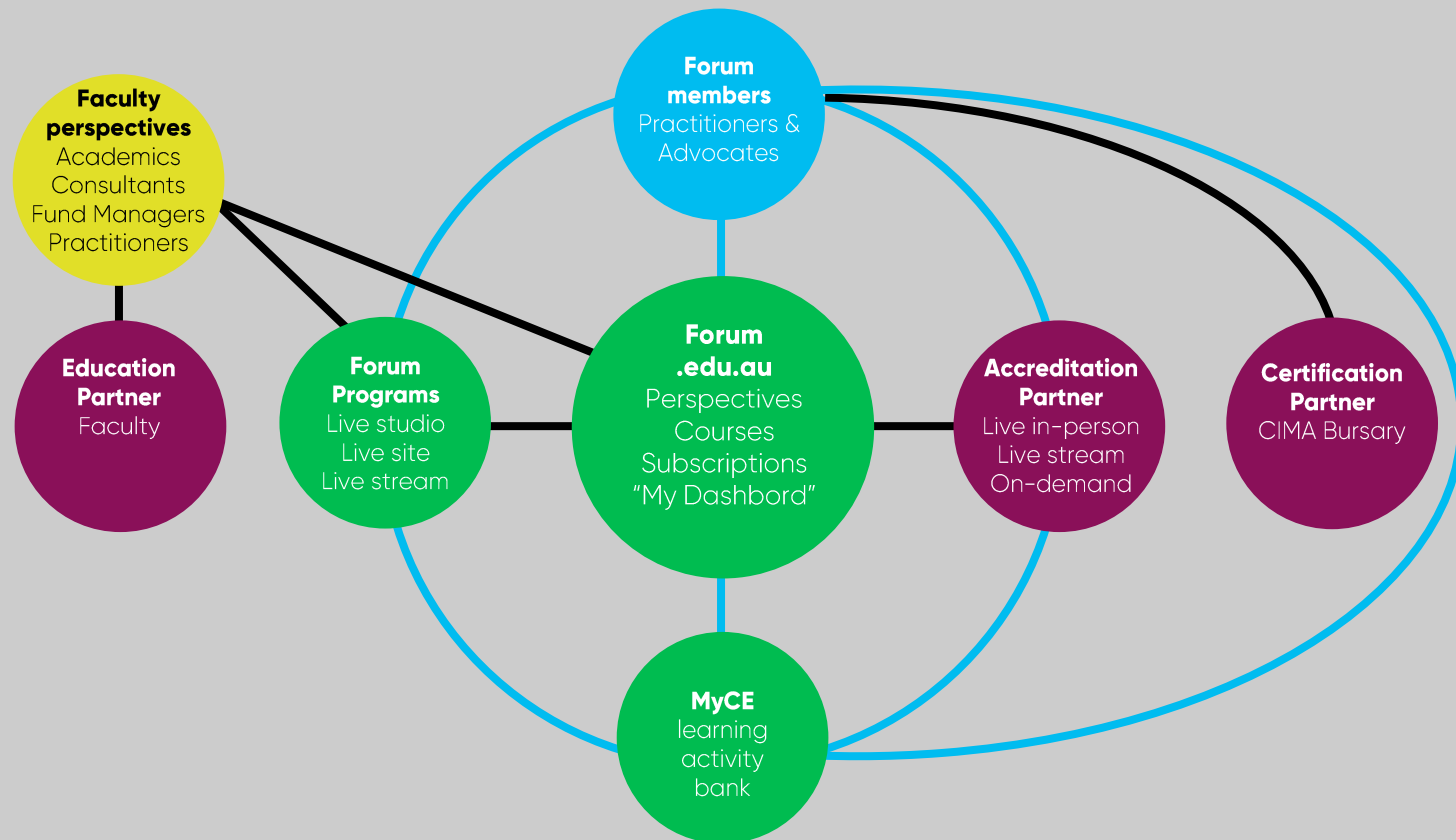 Forum
members
Practitioners &
Advocates
Faculty
perspectives
Academics
Consultants
Fund Managers
Practitioners
Education
Partner
Faculty
Forum
Programs
Live studio
Live site
Live stream
Forum
.edu.au
Perspectives
Courses
Subscriptions
“My Dashbord”
Accreditation
Partner
Live in-person
Live stream
On-demand
Certification
Partner
CIMA Bursary
MyCE
learning
activity
bank